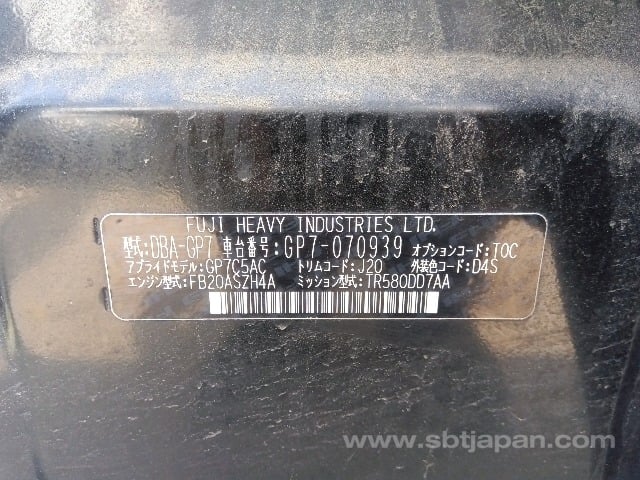 FUJI HEAVY INDUSTRIES LTD.
型式:DBA-GP7 車台番号:GP7-070939 オプションコード:TOC
アプライドモデル:GP7C5AC トリムコード:J20 外装色コード:D4S
エンジン型式:FB20ASZH4A ミッション型式:TR580DD7AA
www.sbtjapan.com